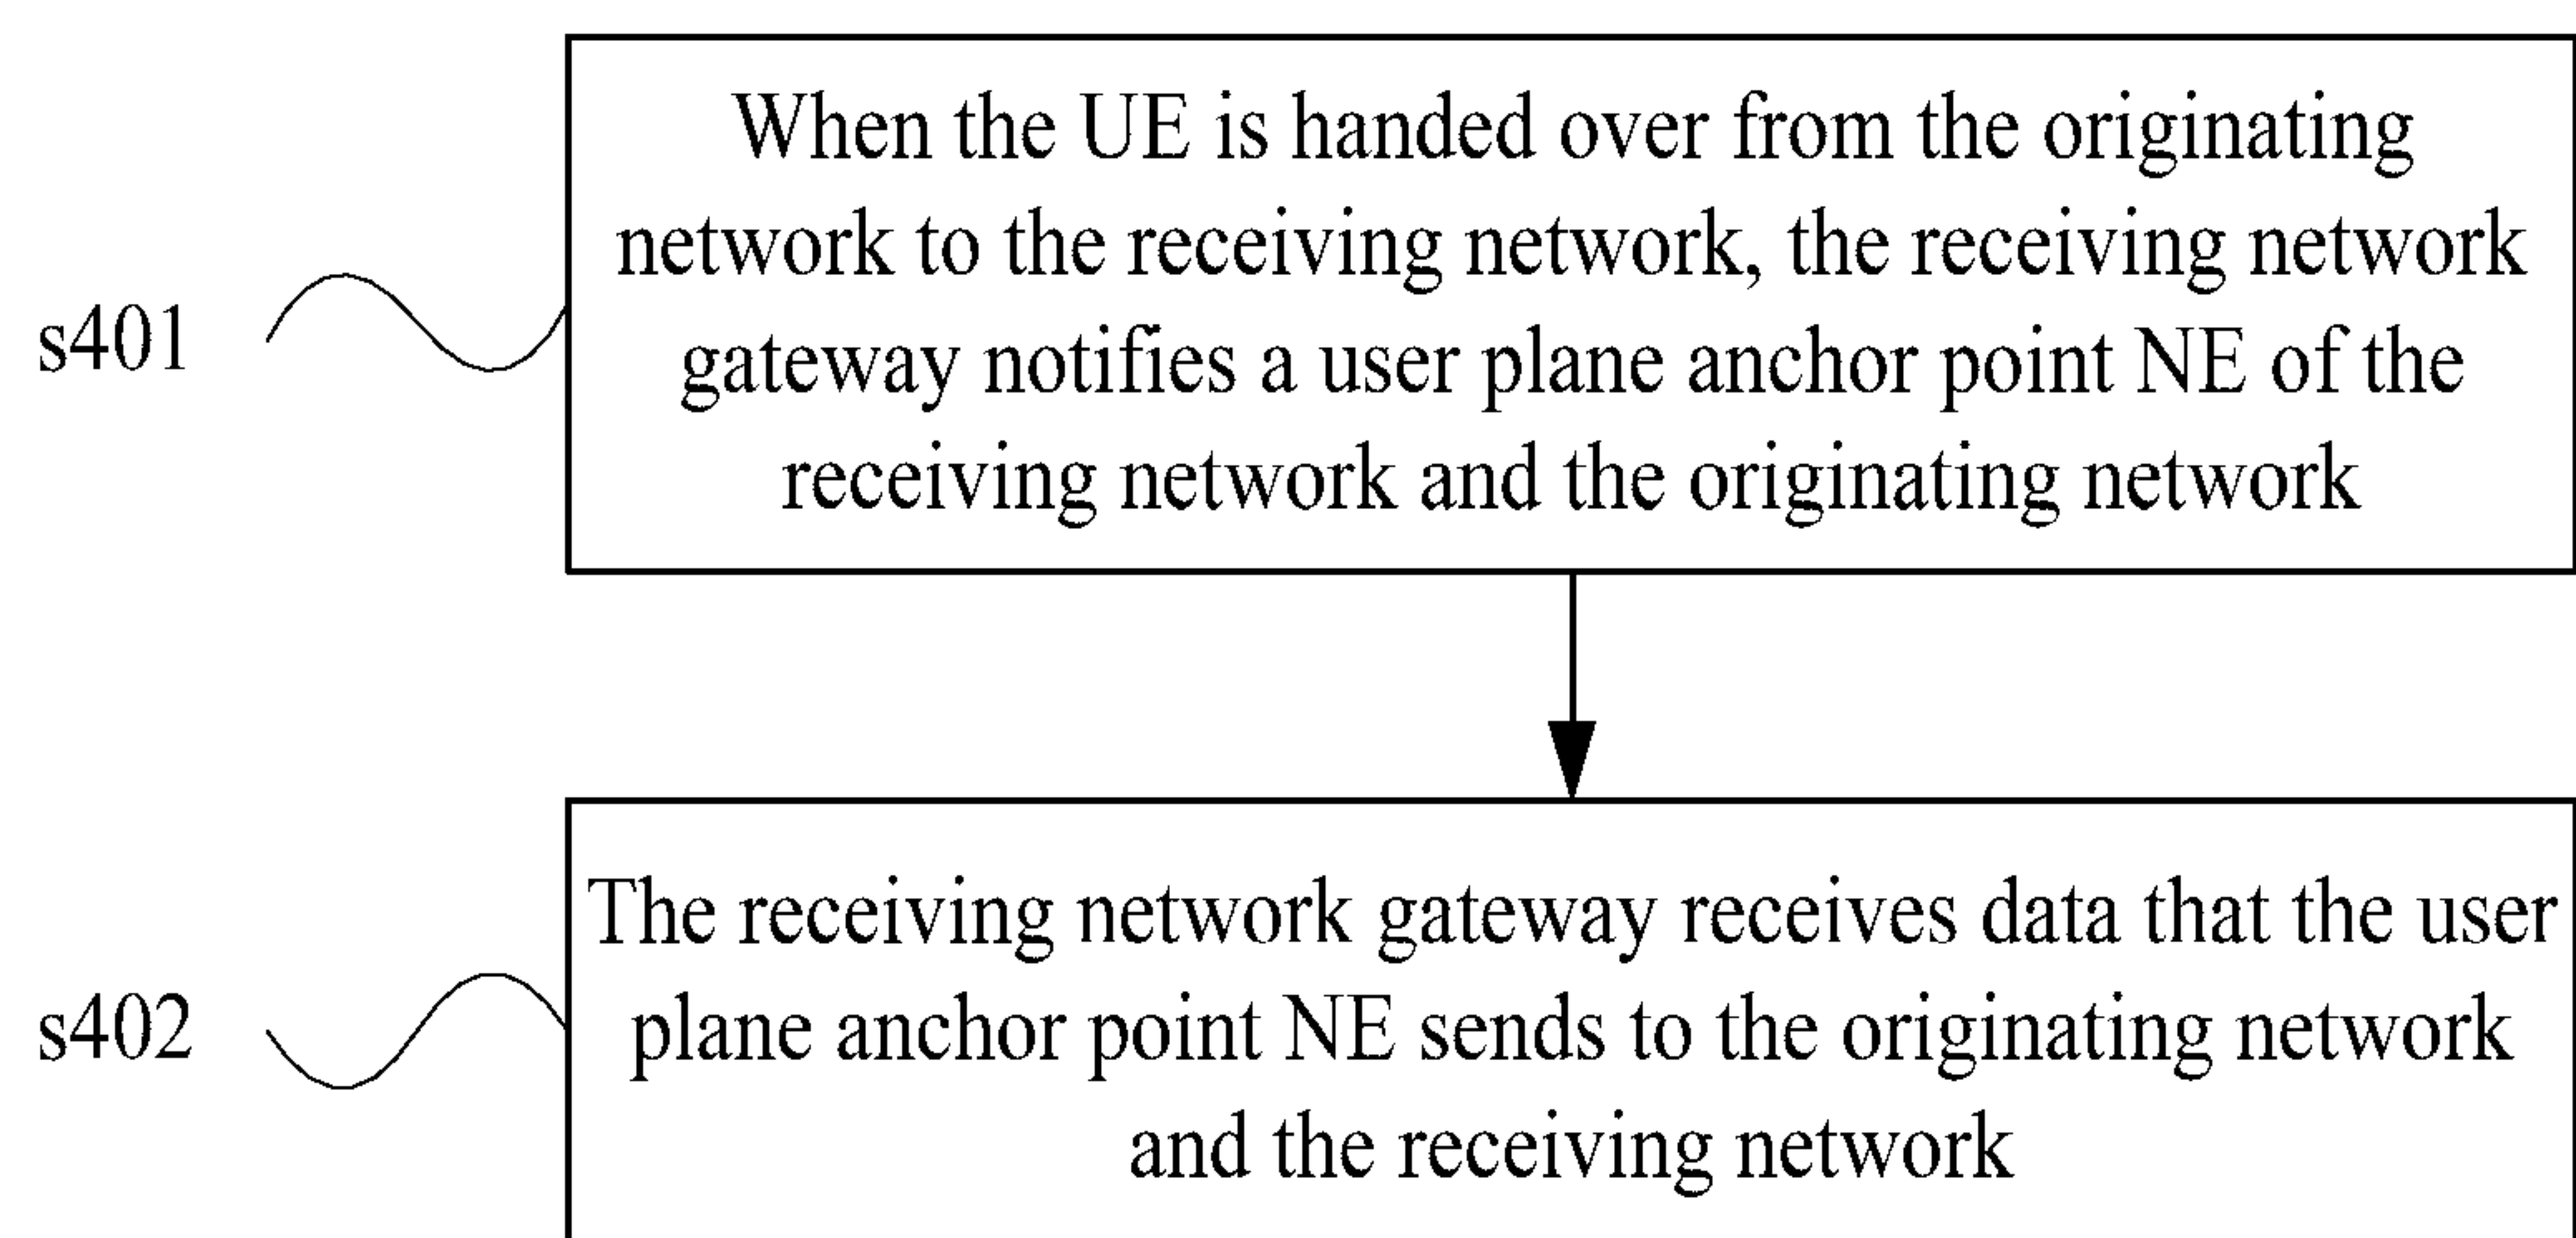 When the UE is handed over from the originating
network to the receiving network, the receiving network
s401
gateway notifies a user plane anchor point NE of the
receiving network and the originating network
The receiving network gateway receives data that the user
s402
plane anchor point NE sends to the originating network
and the receiving network